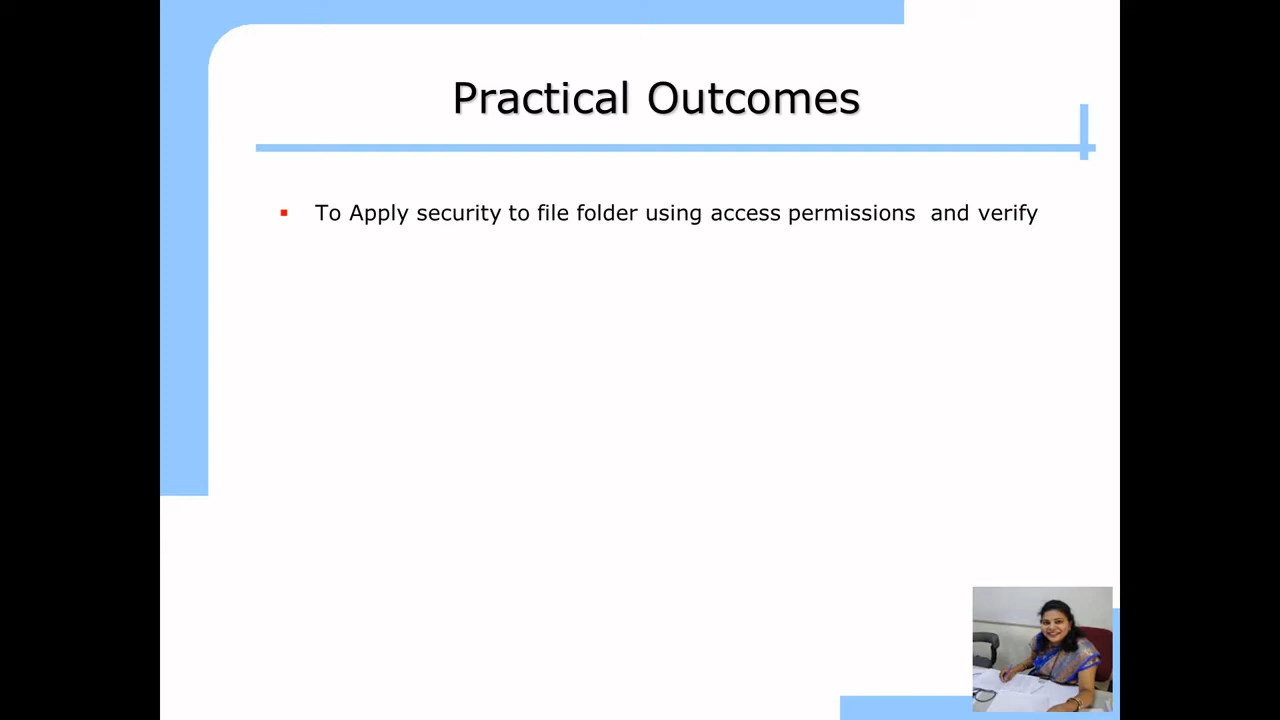 Practical Outcomes
To Apply security to file folder using access permissions  and verify